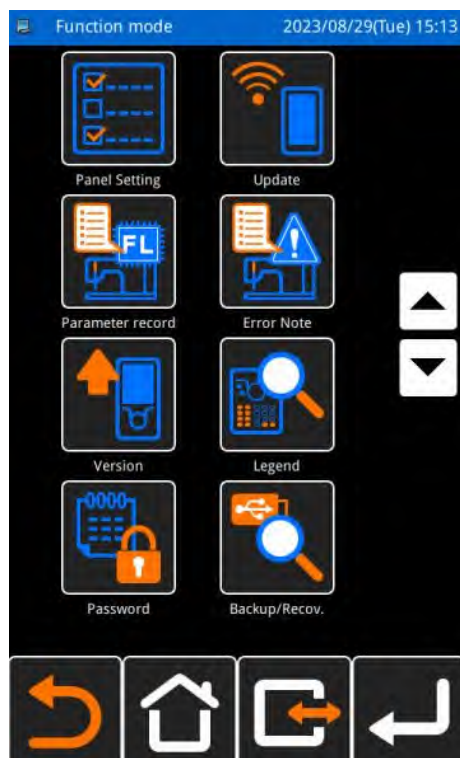 Function mode 2023/08/29(Tue) 15:13
Panel Setting Update
FL
Parameter record Error Note
Version Legend
0000
Password Backup/Recov.